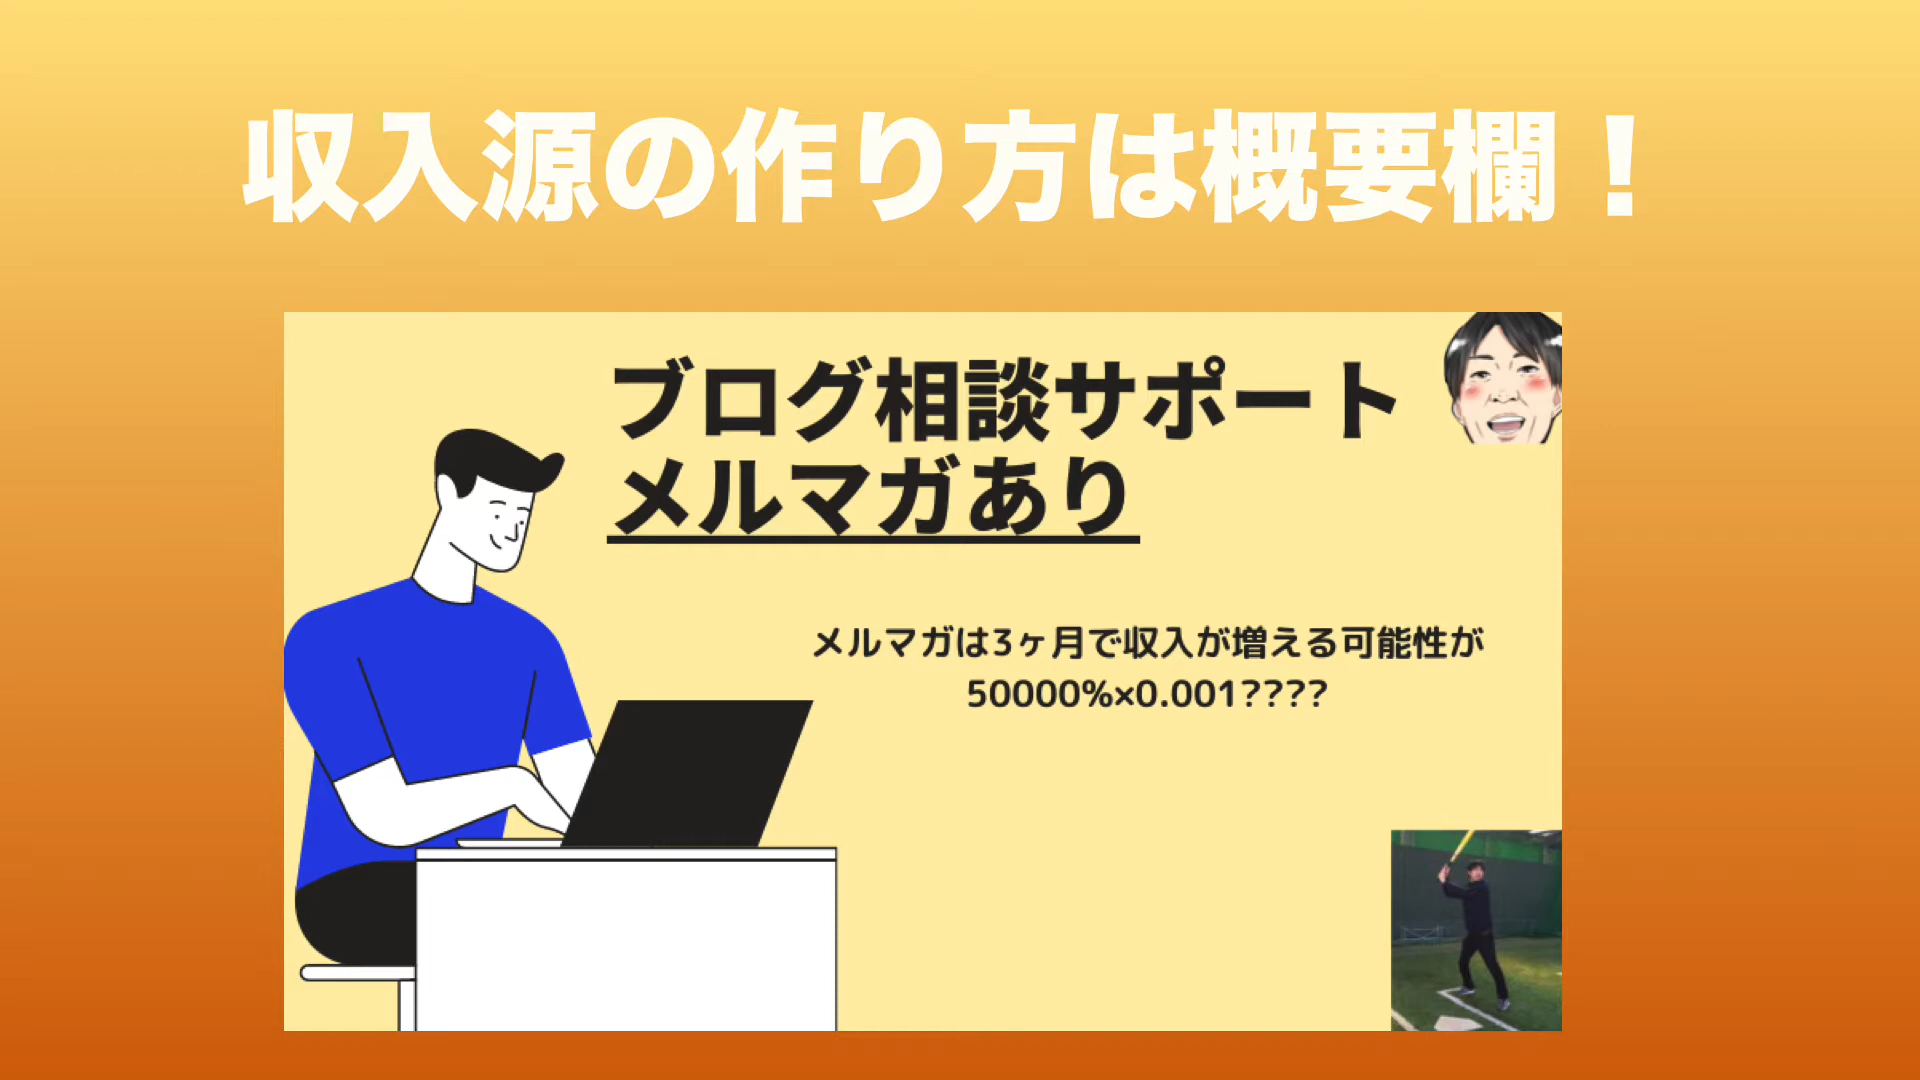 収入源の作り方は概要欄！
ブログ相談サポート
メルマガあり
メルマガは3ヶ月で収入が増える可能性が
50000%×0.001????